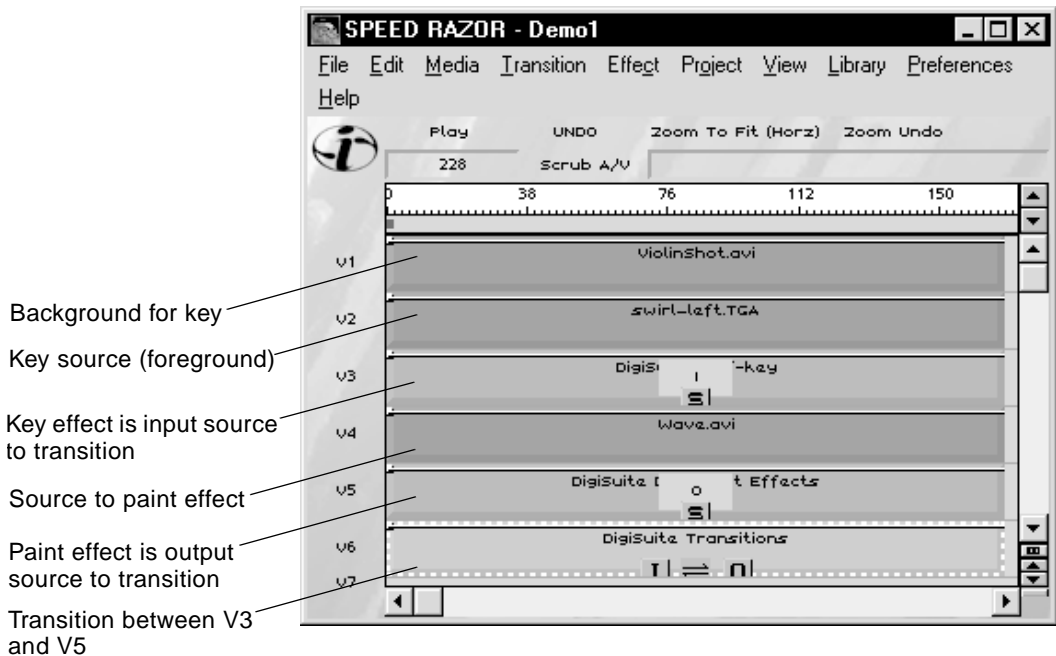 SPEED RAZOR - Demo1
File Edit Media Transition Effect Project View Library Preferences
Help
Play UNDO Zoom To Fit (Horz) Zoom Undo
228 Scrub A/V
0 38 76 112 150
V1 ViolinShot.avi
V2 swirl-left.TGA
V3 -key
I
S
V4 Wave.avi
V5 DigiSuite t Effects
O
S
V6 DigiSuite Transitions
I O
V7
Background for key
Key source (foreground)
Key effect is input source
to transition
Source to paint effect
Paint effect is output
source to transition
Transition between V3
and V5